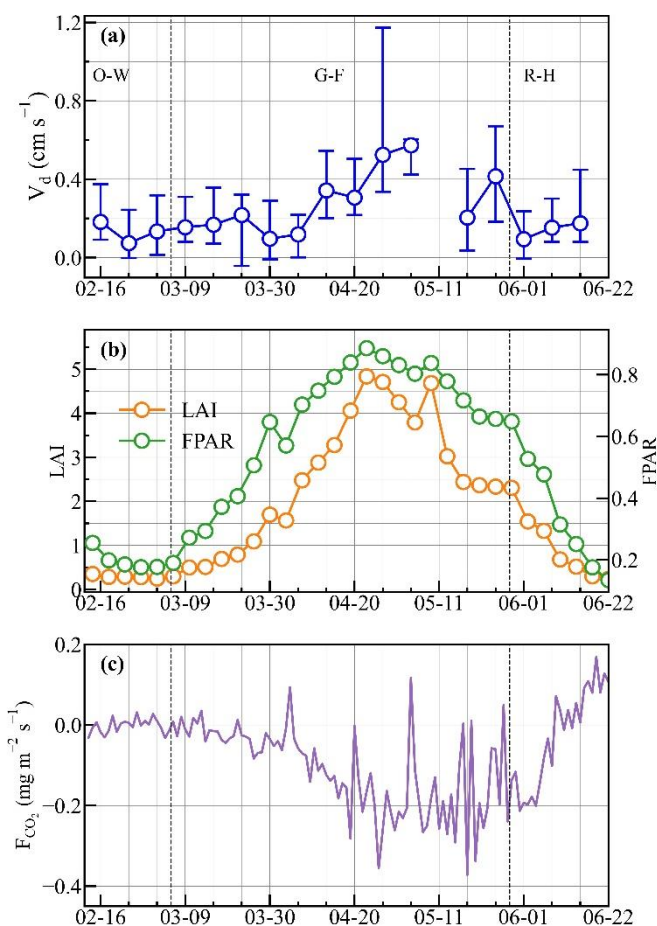 (a)
O-W
G-F
R-H
V_d (cm s⁻¹)
1.2
0.8
0.4
0.0
02-16 03-09 03-30 04-20 05-11 06-01 06-22
(b)
LAI
FPAR
LAI
5
4
3
2
1
0
FPAR
0.8
0.6
0.4
0.2
02-16 03-09 03-30 04-20 05-11 06-01 06-22
(c)
F_CO₂ (mg m⁻² s⁻¹)
0.2
0.0
−0.2
−0.4
02-16 03-09 03-30 04-20 05-11 06-01 06-22